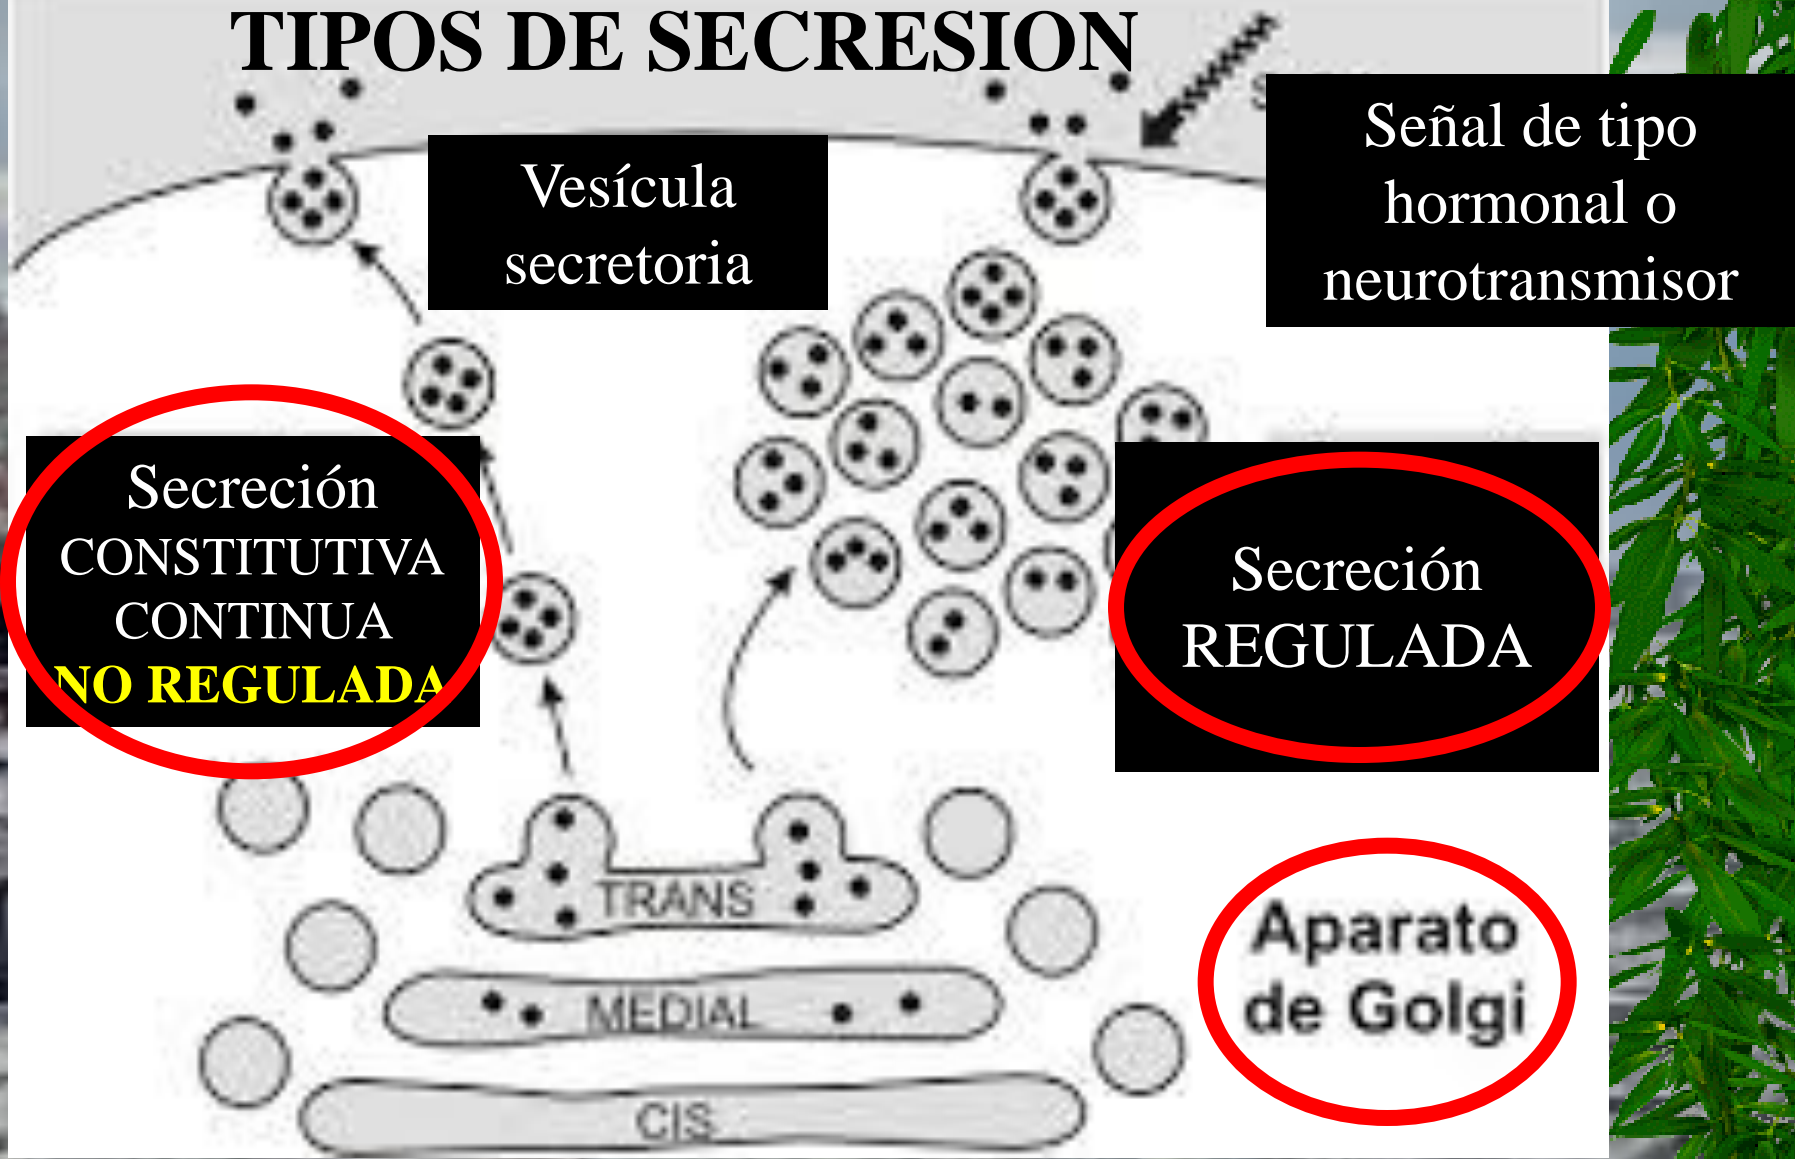 TIPOS DE SECRESION
Señal de tipo
hormonal o
neurotransmisor
Vesícula
secretoria
Secreción
CONSTITUTIVA
CONTINUA
NO REGULADA
Secreción
REGULADA
TRANS
MEDIAL
CIS
Aparato
de Golgi